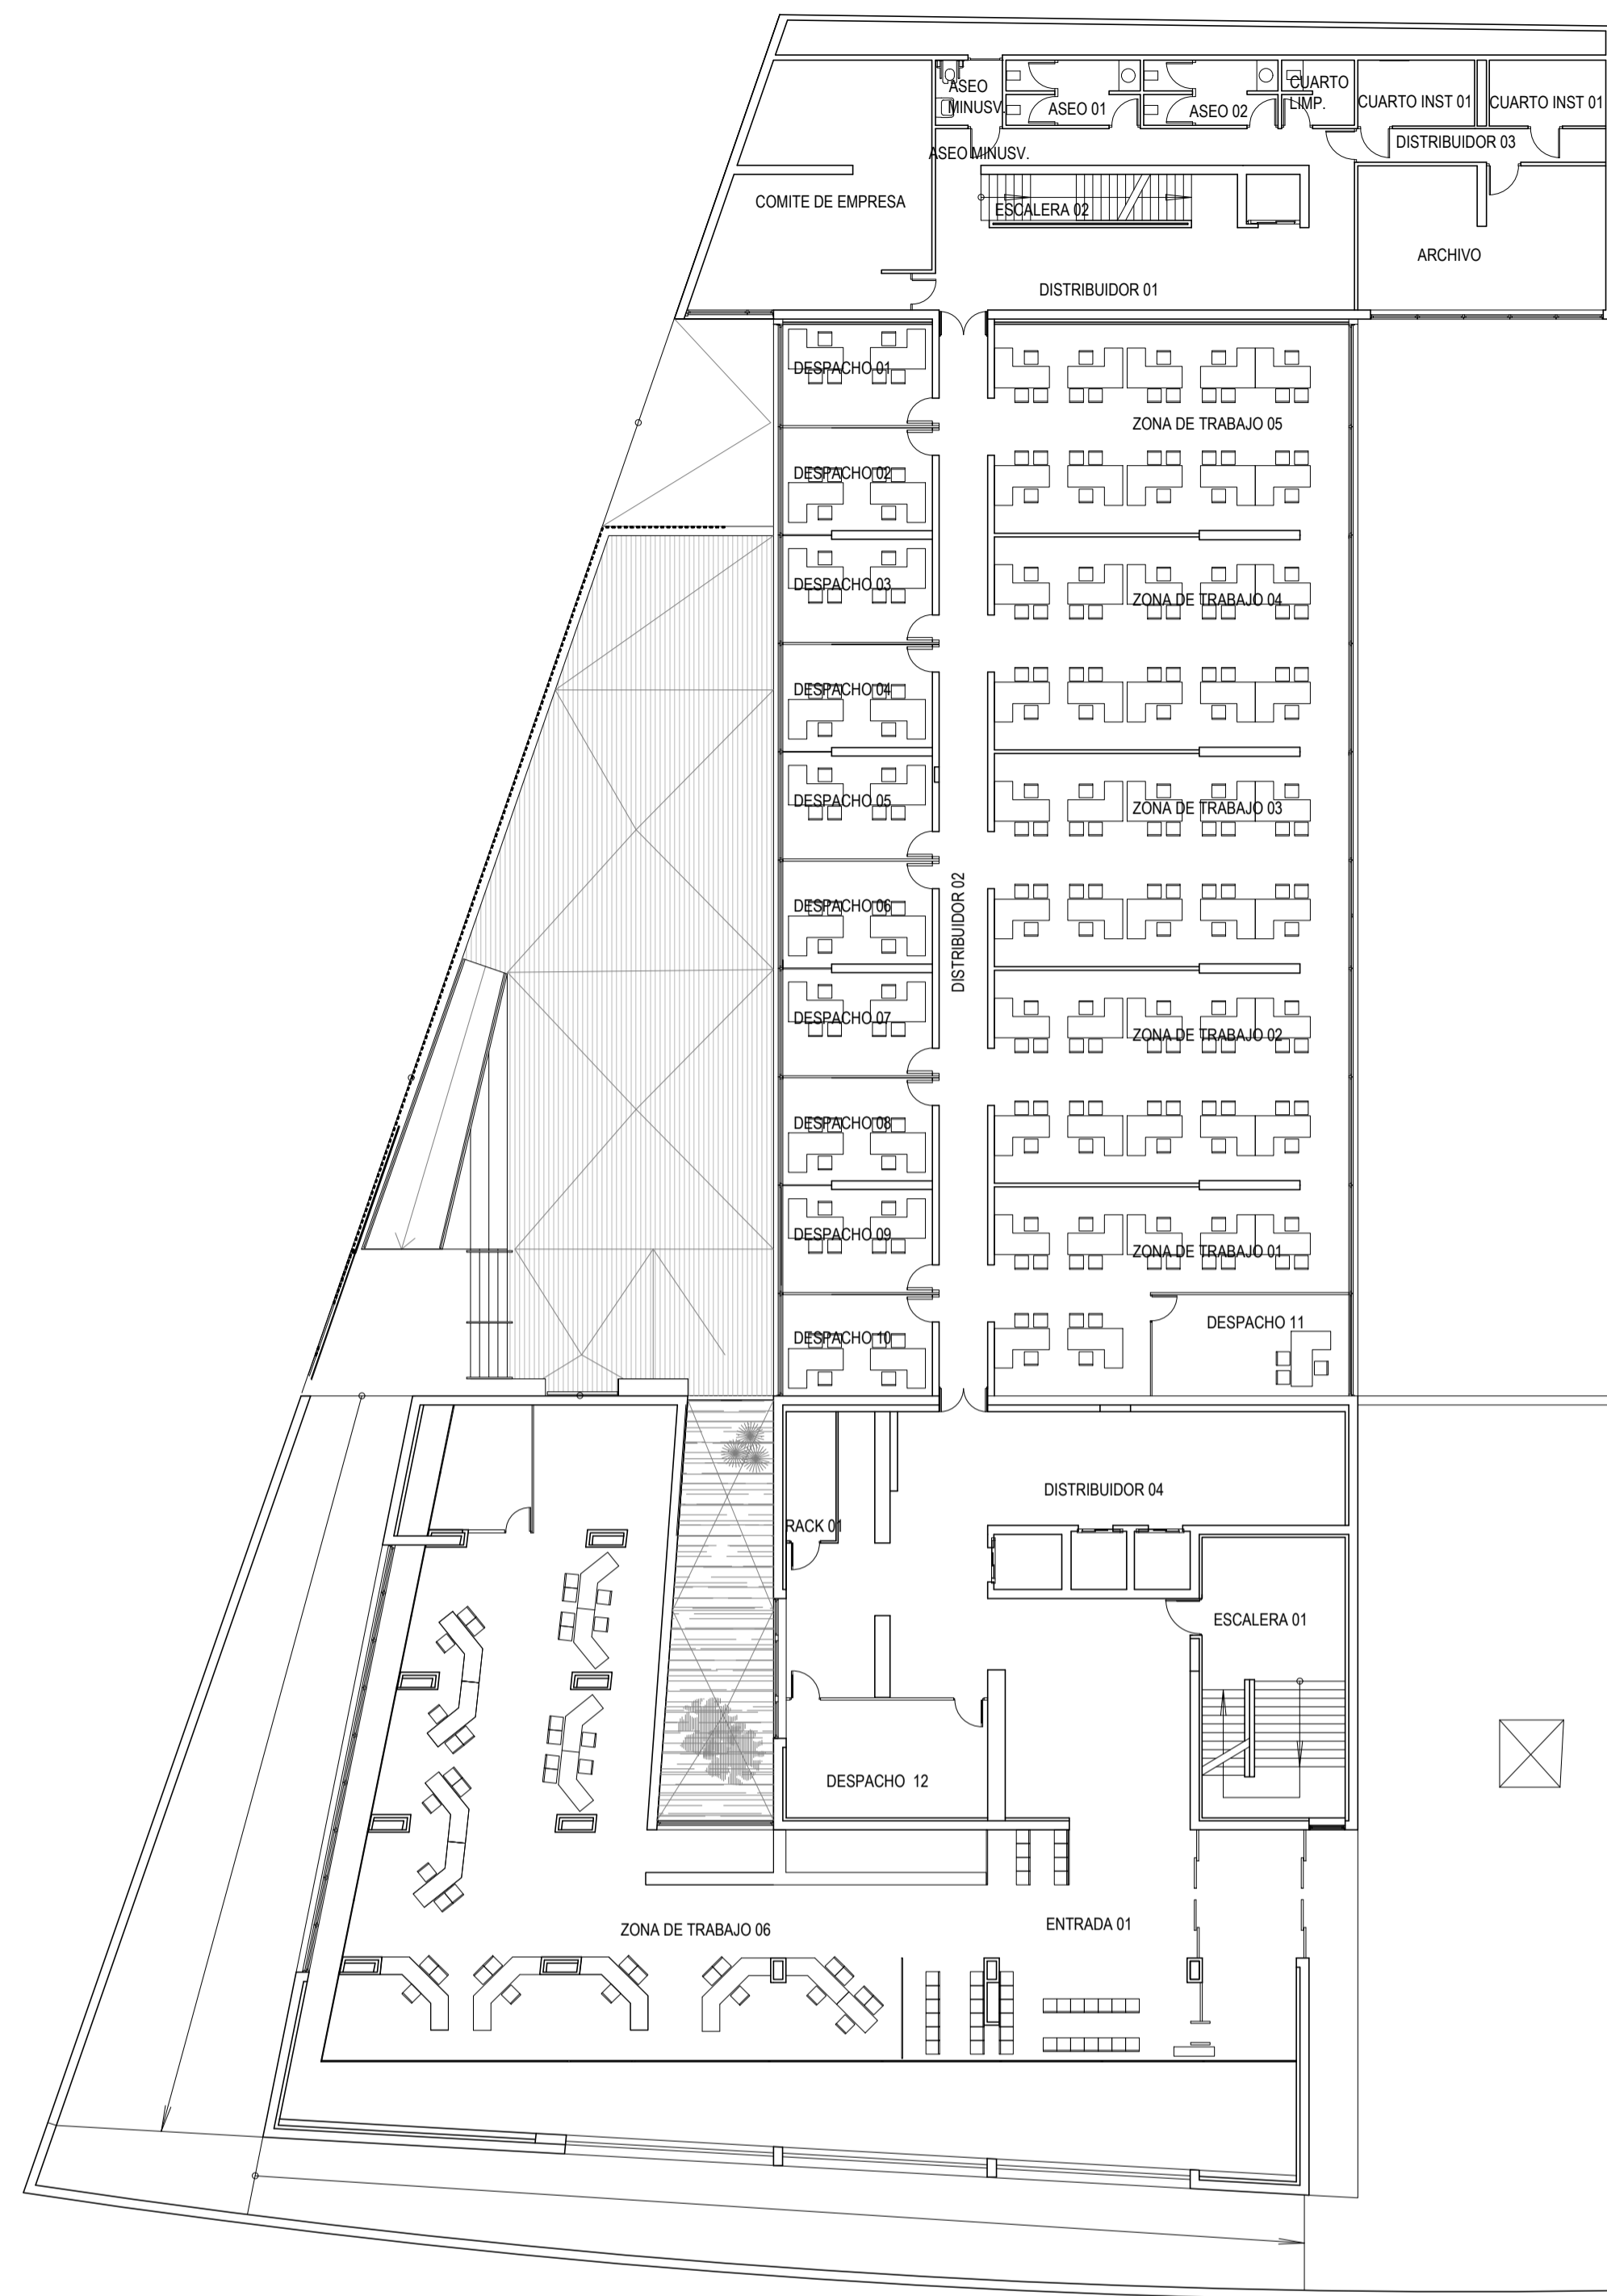 ASEO
MINUSV.
ASEO 01
ASEO 02
CUARTO
LIMP.
CUARTO INST 01
CUARTO INST 01
DISTRIBUIDOR 03
ASEO MINUSV.
COMITE DE EMPRESA
ESCALERA 02
ARCHIVO
DISTRIBUIDOR 01
DESPACHO 01
ZONA DE TRABAJO 05
DESPACHO 02
DESPACHO 03
ZONA DE TRABAJO 04
DESPACHO 04
DESPACHO 05
ZONA DE TRABAJO 03
DESPACHO 06
DISTRIBUIDOR 02
DESPACHO 07
ZONA DE TRABAJO 02
DESPACHO 08
DESPACHO 09
ZONA DE TRABAJO 01
DESPACHO 10
DESPACHO 11
DISTRIBUIDOR 04
RACK 01
ESCALERA 01
DESPACHO 12
ZONA DE TRABAJO 06
ENTRADA 01